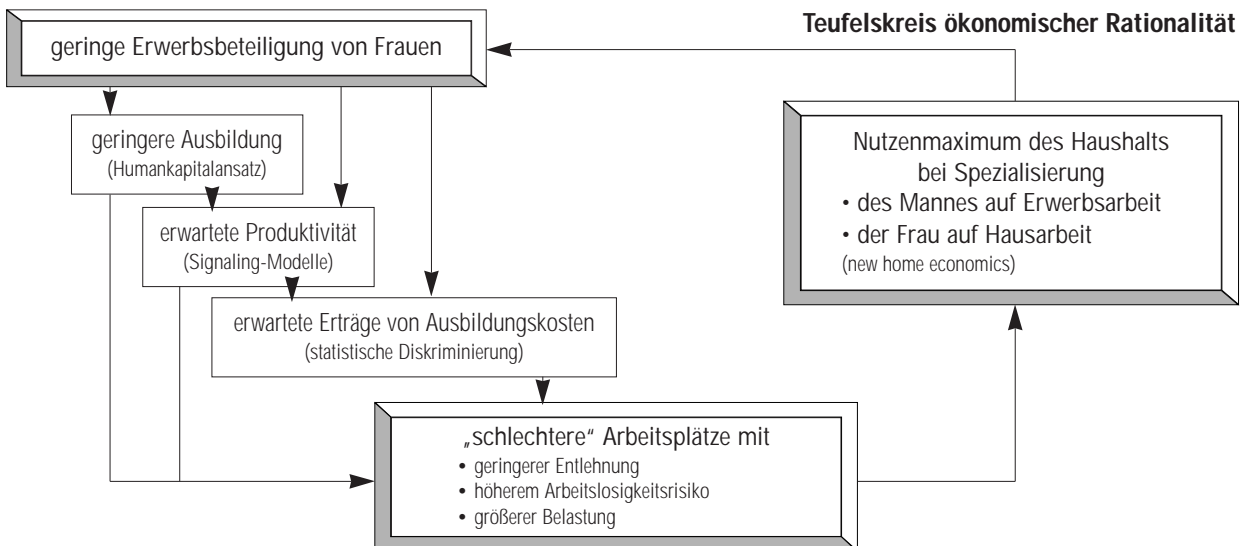 Teufelskreis ökonomischer Rationalität
geringe Erwerbsbeteiligung von Frauen
geringere Ausbildung
(Humankapitalansatz)
erwartete Produktivität
(Signaling-Modelle)
erwartete Erträge von Ausbildungskosten
(statistische Diskriminierung)
„schlechtere“ Arbeitsplätze mit
• geringerer Entlehnung
• höherem Arbeitslosigkeitsrisiko
• größerer Belastung
Nutzenmaximum des Haushalts
bei Spezialisierung
• des Mannes auf Erwerbsarbeit
• der Frau auf Hausarbeit
(new home economics)